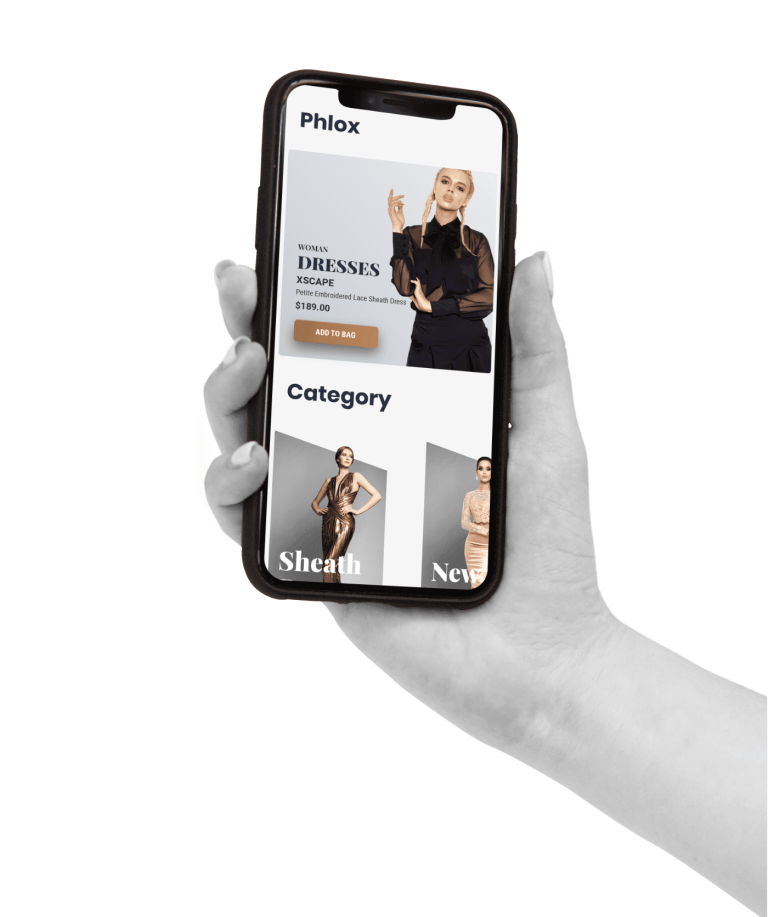 Phlox
WOMAN
DRESSES
XSCAPE
Petite Embroidered Lace Sheath Dress
$189.00
ADD TO BAG
Category
Sheath
New